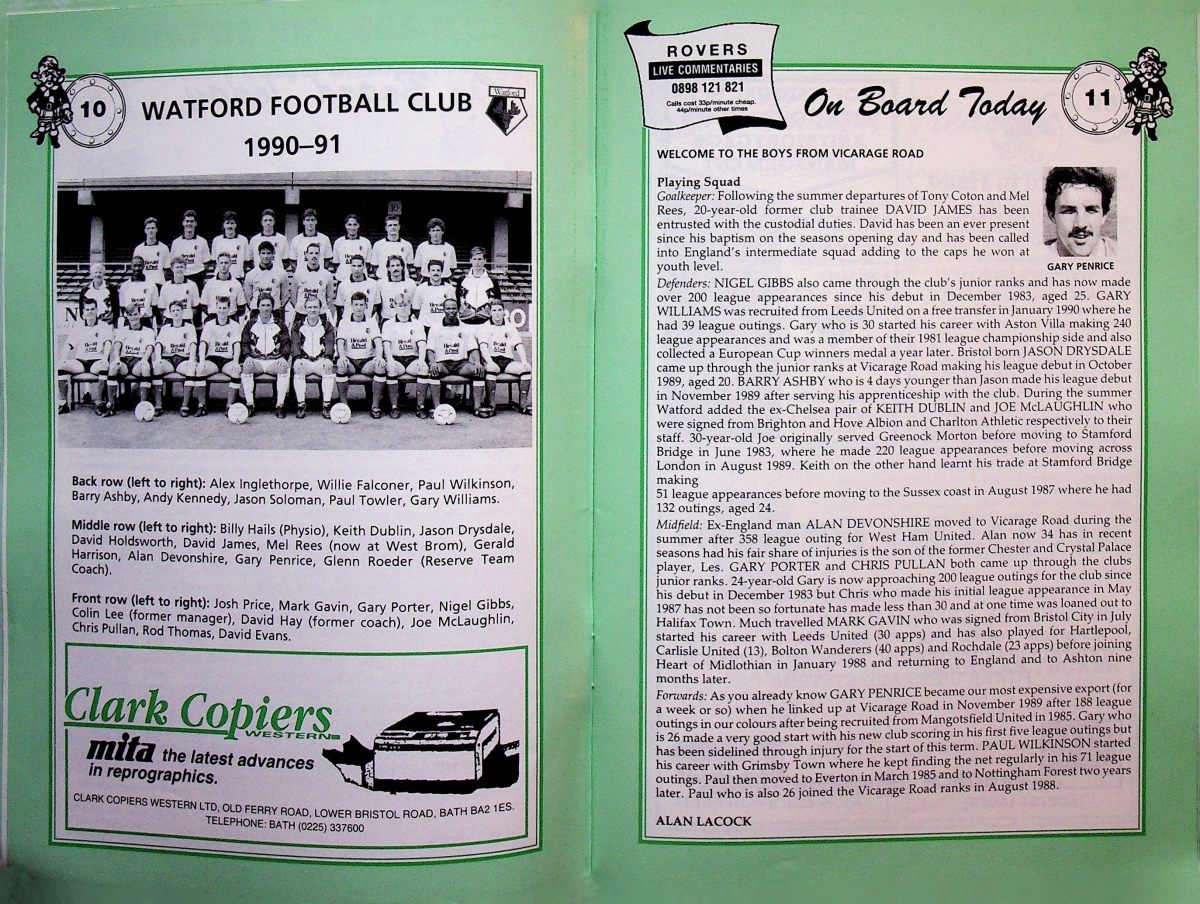 10
WATFORD FOOTBALL CLUB
Watford
1990–91
Back row (left to right): Alex Inglethorpe, Willie Falconer, Paul Wilkinson,
Barry Ashby, Andy Kennedy, Jason Soloman, Paul Towler, Gary Williams.
Middle row (left to right): Billy Hails (Physio), Keith Dublin, Jason Drysdale,
David Holdsworth, David James, Mel Rees (now at West Brom), Gerald
Harrison, Alan Devonshire, Gary Penrice, Glenn Roeder (Reserve Team
Coach).
Front row (left to right): Josh Price, Mark Gavin, Gary Porter, Nigel Gibbs,
Colin Lee (former manager), David Hay (former coach), Joe McLaughlin,
Chris Pullan, Rod Thomas, David Evans.
Clark Copiers
WESTERN
mita the latest advances
in reprographics.
CLARK COPIERS WESTERN LTD, OLD FERRY ROAD, LOWER BRISTOL ROAD, BATH BA2 1ES.
TELEPHONE: BATH (0225) 337600
ROVERS
LIVE COMMENTARIES
0898 121 821
Calls cost 33p/minute cheap.
44p/minute other times
On Board Today
11
WELCOME TO THE BOYS FROM VICARAGE ROAD
Playing Squad
Goalkeeper: Following the summer departures of Tony Coton and Mel
Rees, 20-year-old former club trainee DAVID JAMES has been
entrusted with the custodial duties. David has been an ever present
since his baptism on the seasons opening day and has been called
into England's intermediate squad adding to the caps he won at
youth level.
GARY PENRICE
Defenders: NIGEL GIBBS also came through the club's junior ranks and has now made
over 200 league appearances since his debut in December 1983, aged 25. GARY
WILLIAMS was recruited from Leeds United on a free transfer in January 1990 where he
had 39 league outings. Gary who is 30 started his career with Aston Villa making 240
league appearances and was a member of their 1981 league championship side and also
collected a European Cup winners medal a year later. Bristol born JASON DRYSDALE
came up through the junior ranks at Vicarage Road making his league debut in October
1989, aged 20. BARRY ASHBY who is 4 days younger than Jason made his league debut
in November 1989 after serving his apprenticeship with the club. During the summer
Watford added the ex-Chelsea pair of KEITH DUBLIN and JOE McLAUGHLIN who
were signed from Brighton and Hove Albion and Charlton Athletic respectively to their
staff. 30-year-old Joe originally served Greenock Morton before moving to Stamford
Bridge in June 1983, where he made 220 league appearances before moving across
London in August 1989. Keith on the other hand learnt his trade at Stamford Bridge
making
51 league appearances before moving to the Sussex coast in August 1987 where he had
132 outings, aged 24.
Midfield: Ex-England man ALAN DEVONSHIRE moved to Vicarage Road during the
summer after 358 league outing for West Ham United. Alan now 34 has in recent
seasons had his fair share of injuries is the son of the former Chester and Crystal Palace
player, Les. GARY PORTER and CHRIS PULLAN both came up through the clubs
junior ranks. 24-year-old Gary is now approaching 200 league outings for the club since
his debut in December 1983 but Chris who made his initial league appearance in May
1987 has not been so fortunate has made less than 30 and at one time was loaned out to
Halifax Town. Much travelled MARK GAVIN who was signed from Bristol City in July
started his career with Leeds United (30 apps) and has also played for Hartlepool,
Carlisle United (13), Bolton Wanderers (40 apps) and Rochdale (23 apps) before joining
Heart of Midlothian in January 1988 and returning to England and to Ashton nine
months later.
Forwards: As you already know GARY PENRICE became our most expensive export (for
a week or so) when he linked up at Vicarage Road in November 1989 after 188 league
outings in our colours after being recruited from Mangotsfield United in 1985. Gary who
is 26 made a very good start with his new club scoring in his first five league outings but
has been sidelined through injury for the start of this term. PAUL WILKINSON started
his career with Grimsby Town where he kept finding the net regularly in his 71 league
outings. Paul then moved to Everton in March 1985 and to Nottingham Forest two years
later. Paul who is also 26 joined the Vicarage Road ranks in August 1988.
ALAN LACOCK